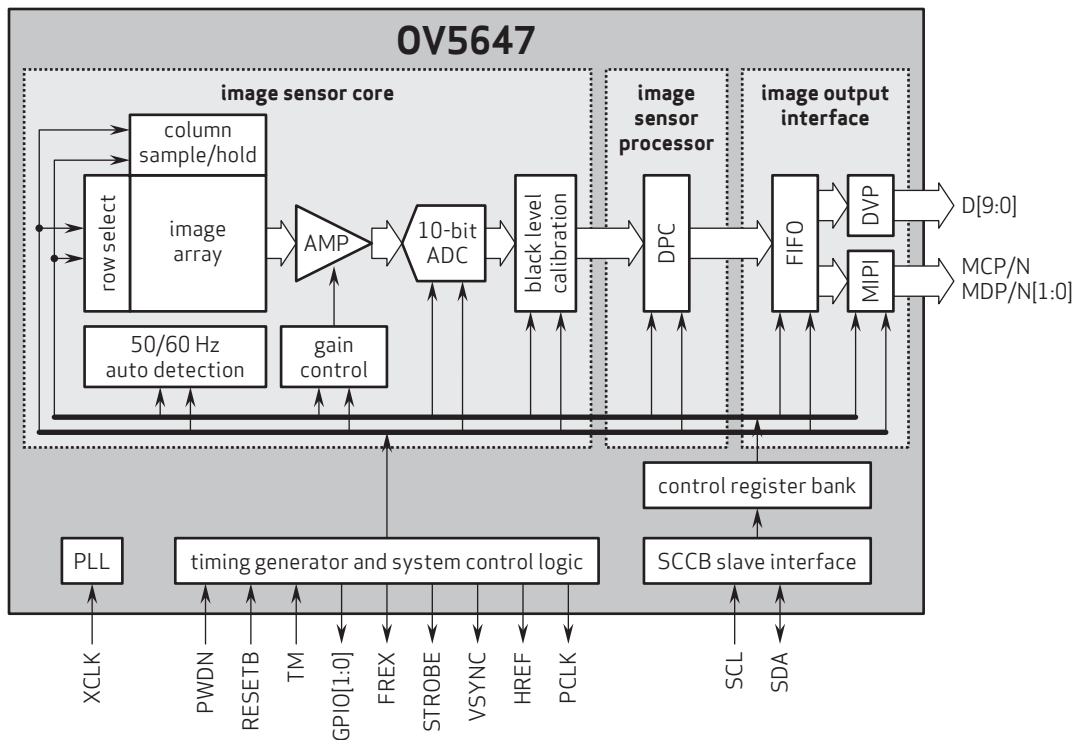 OV5647
image sensor core
image
sensor
processor
image output
interface
column
sample/hold
row select
image
array
AMP
10-bit
ADC
black level
calibration
DPC
FIFO
DVP
MIPI
D[9:0]
MCP/N
MDP/N[1:0]
50/60 Hz
auto detection
gain
control
control register bank
PLL
timing generator and system control logic
SCCB slave interface
XCLK
PWDN
RESETB
TM
GPIO[1:0]
FREX
STROBE
VSYNC
HREF
PCLK
SCL
SDA